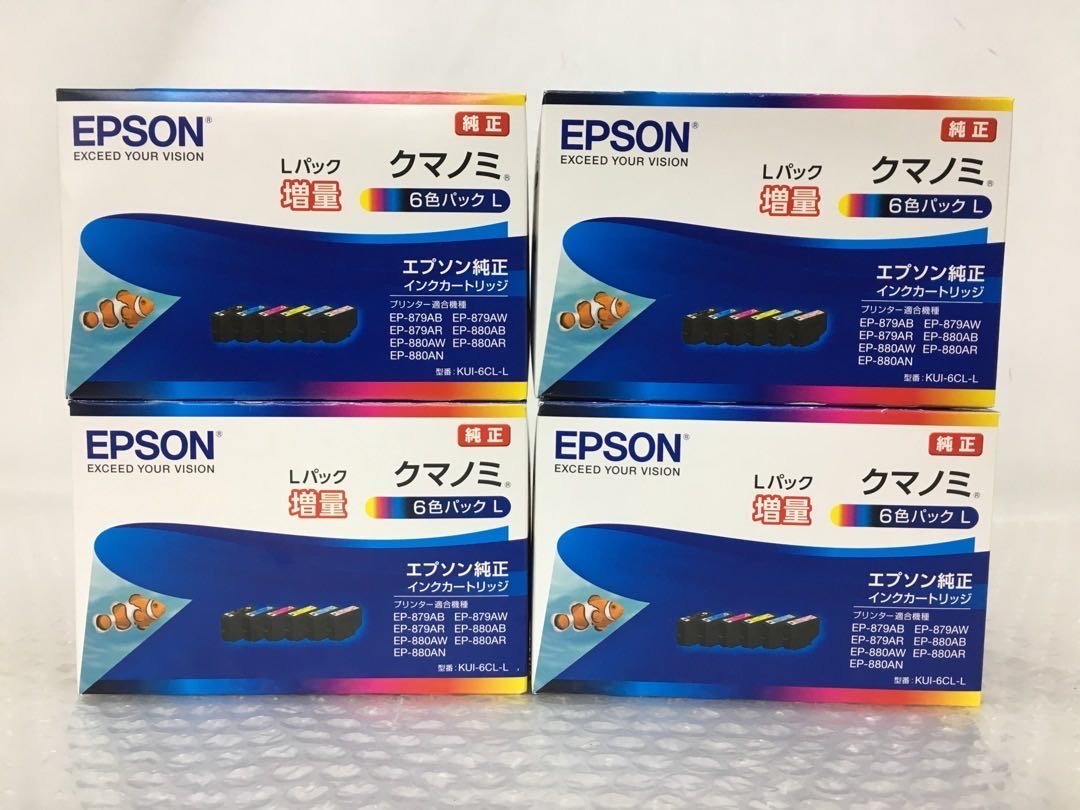 EPSON®
EXCEED YOUR VISION
純正
Lパック
増量
クマノミ®
6色パック L
エプソン純正
インクカートリッジ
プリンター適合機種
EP-879AB EP-879AW
EP-879AR EP-880AB
EP-880AW EP-880AR
EP-880AN
型番:KUI-6CL-L
EPSON®
EXCEED YOUR VISION
純正
Lパック
増量
クマノミ®
6色パック L
エプソン純正
インクカートリッジ
プリンター適合機種
EP-879AB EP-879AW
EP-879AR EP-880AB
EP-880AW EP-880AR
EP-880AN
型番:KUI-6CL-L
EPSON®
EXCEED YOUR VISION
純正
Lパック
増量
クマノミ®
6色パック L
エプソン純正
インクカートリッジ
プリンター適合機種
EP-879AB EP-879AW
EP-879AR EP-880AB
EP-880AW EP-880AR
EP-880AN
型番:KUI-6CL-L
EPSON®
EXCEED YOUR VISION
純正
Lパック
増量
クマノミ®
6色パック L
エプソン純正
インクカートリッジ
プリンター適合機種
EP-879AB EP-879AW
EP-879AR EP-880AB
EP-880AW EP-880AR
EP-880AN
型番:KUI-6CL-L